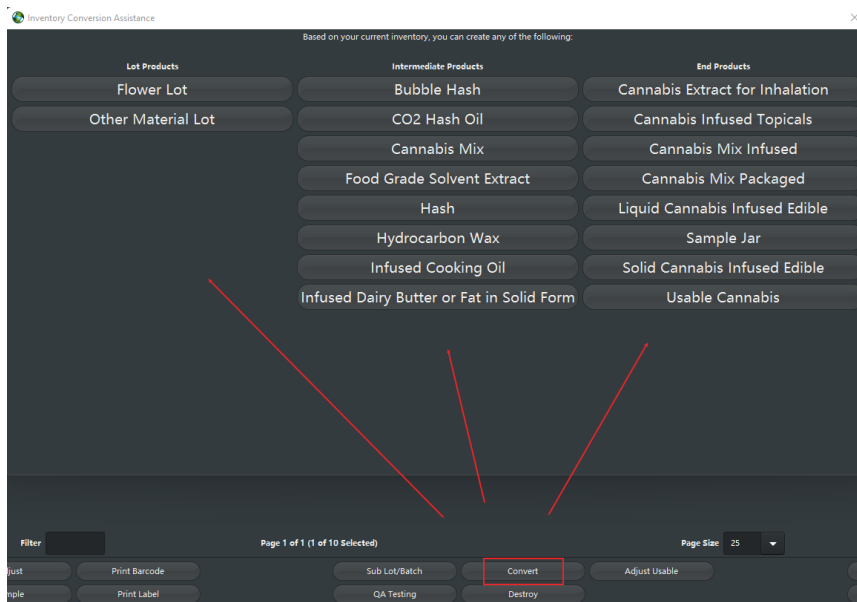 Inventory Conversion Assistance
Based on your current inventory, you can create any of the following:
Lot Products Intermediate Products End Products
Flower Lot Bubble Hash Cannabis Extract for Inhalation
Other Material Lot CO2 Hash Oil Cannabis Infused Topicals
Cannabis Mix Cannabis Mix Infused
Food Grade Solvent Extract Cannabis Mix Packaged
Hash Liquid Cannabis Infused Edible
Hydrocarbon Wax Sample Jar
Infused Cooking Oil Solid Cannabis Infused Edible
Infused Dairy Butter or Fat in Solid Form Usable Cannabis
Filter Page 1 of 1 (1 of 10 Selected) Page Size 25
Print Barcode Sub Lot/Batch Convert Adjust Usable
Print Label QA Testing Destroy